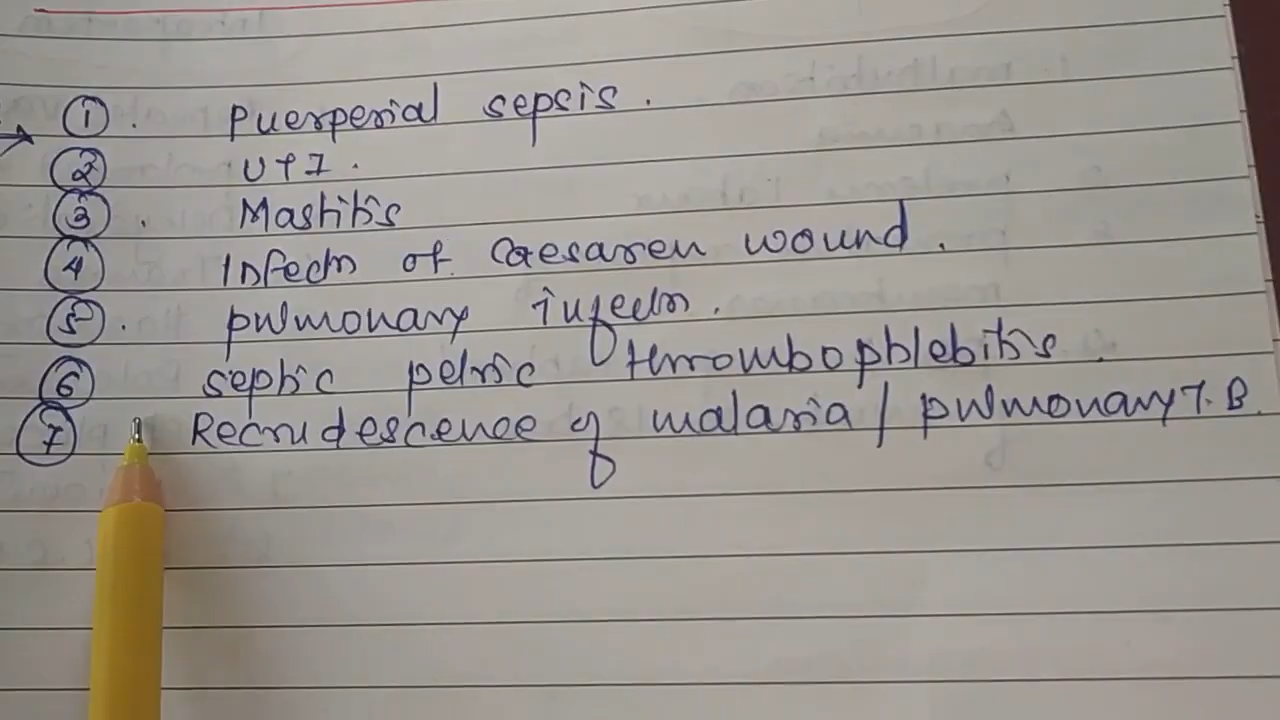 ① . Puerperial sepsis .
② UTI .
③ . Mastitis
④ Infecn of Caesaren wound .
⑤ . pulmonary infecn .
⑥ septic pelvic thrombophlebitis .
⑦ Recrudescence of malaria / pulmonary T.B.